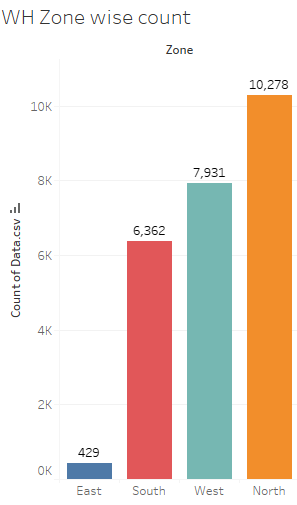 WH Zone wise count
Zone
10,278
10K
7,931
8K
6,362
6K
Count of Data.csv
4K
2K
429
0K
East South West North